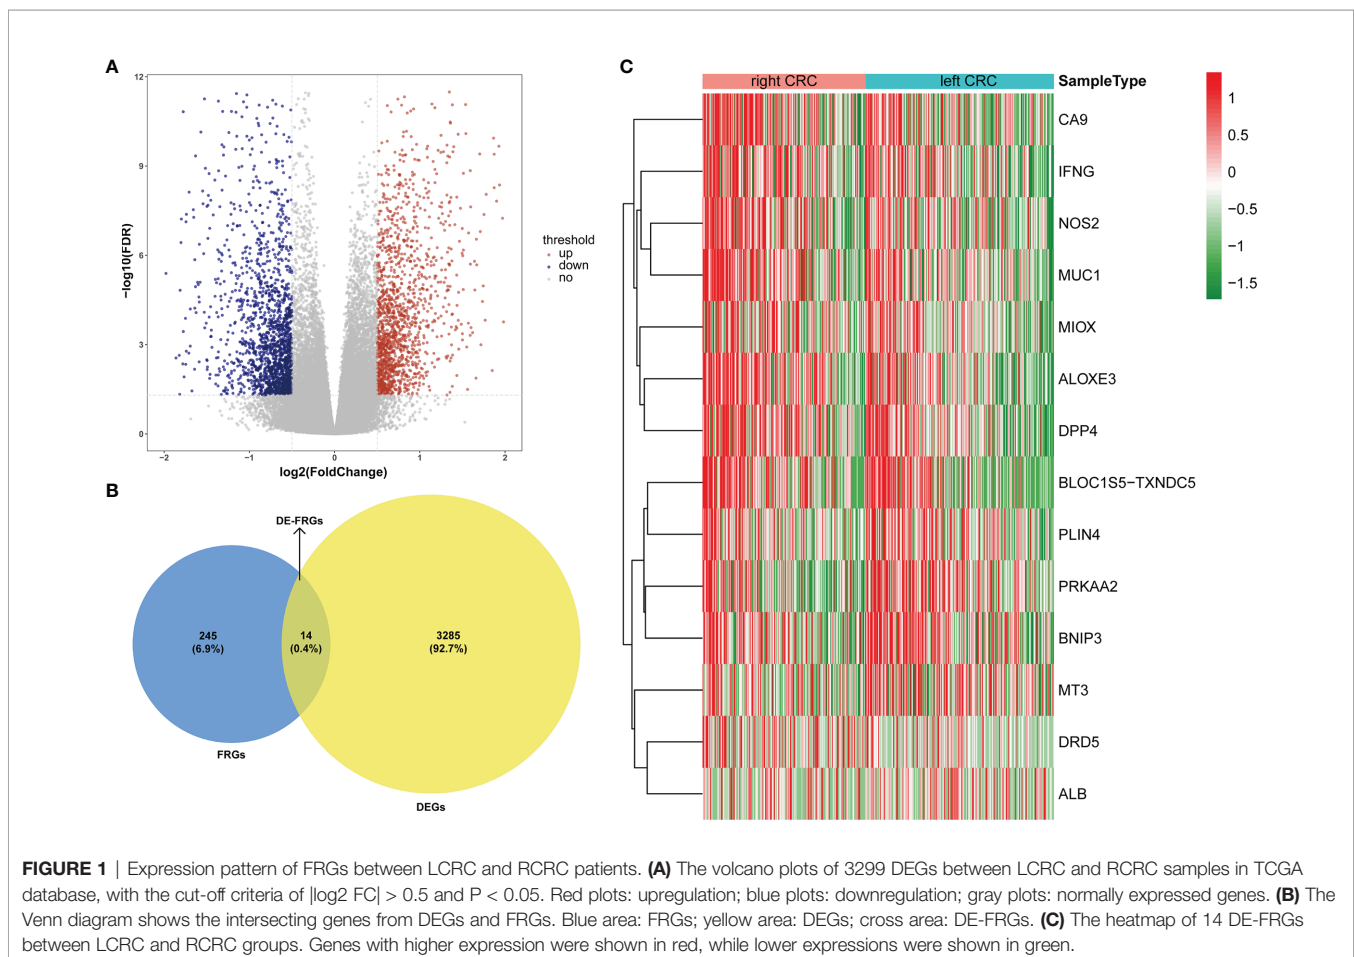 A
12
9
6
3
0
−log10(FDR)
−2
−1
0
1
2
log2(FoldChange)
threshold
up
down
no
B
DE-FRGs
245
(6.9%)
14
(0.4%)
3285
(92.7%)
FRGs
DEGs
C
right CRC
left CRC
SampleType
CA9
IFNG
NOS2
MUC1
MIOX
ALOXE3
DPP4
BLOC1S5−TXNDC5
PLIN4
PRKAA2
BNIP3
MT3
DRD5
ALB
1
0.5
0
−0.5
−1
−1.5
FIGURE 1 | Expression pattern of FRGs between LCRC and RCRC patients. (A) The volcano plots of 3299 DEGs between LCRC and RCRC samples in TCGA
database, with the cut-off criteria of |log2 FC| > 0.5 and P < 0.05. Red plots: upregulation; blue plots: downregulation; gray plots: normally expressed genes. (B) The
Venn diagram shows the intersecting genes from DEGs and FRGs. Blue area: FRGs; yellow area: DEGs; cross area: DE-FRGs. (C) The heatmap of 14 DE-FRGs
between LCRC and RCRC groups. Genes with higher expression were shown in red, while lower expressions were shown in green.